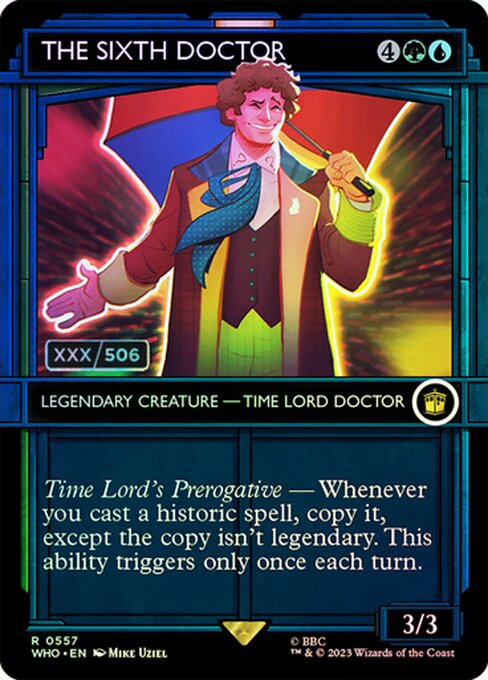 THE SIXTH DOCTOR 4
XXX/506
LEGENDARY CREATURE — TIME LORD DOCTOR
Time Lord's Prerogative — Whenever
you cast a historic spell, copy it,
except the copy isn't legendary. This
ability triggers only once each turn.
3/3
R 0557
WHO • EN Mike Uziel
© BBC
™ & © 2023 Wizards of the Coast